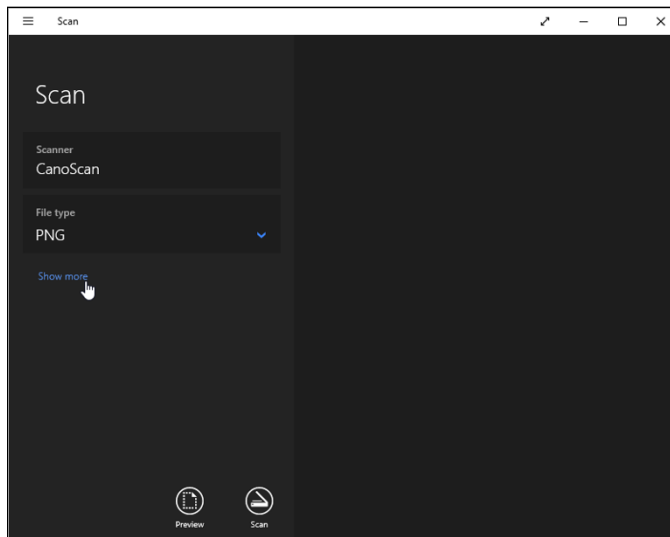 Scan
Scan
Scanner
CanoScan
File type
PNG
Show more
Preview
Scan